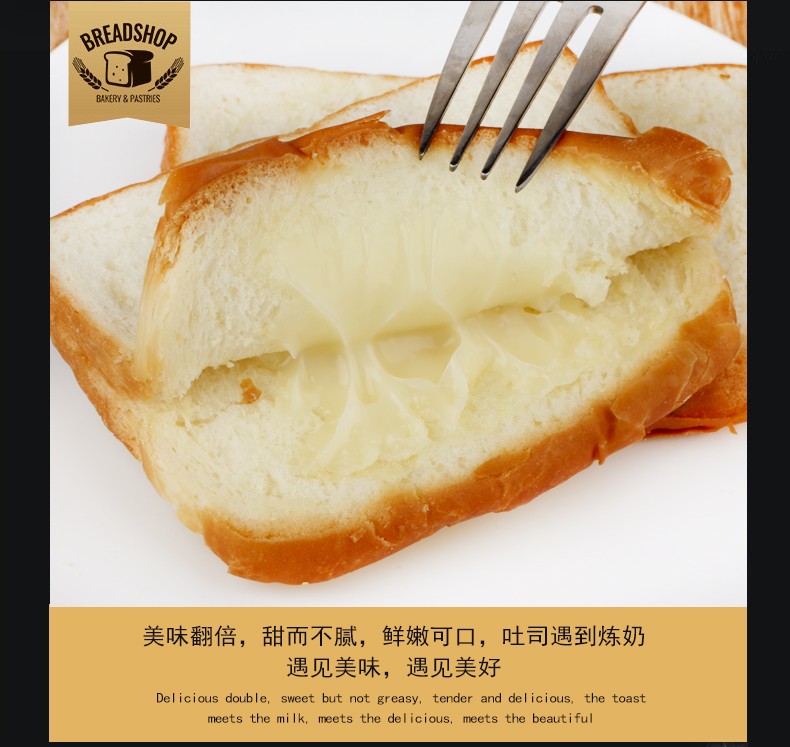 BREADSHOP
BAKERY & PASTRIES
美味翻倍，甜而不腻，鲜嫩可口，吐司遇到炼奶
遇见美味，遇见美好
Delicious double, sweet but not greasy, tender and delicious, the toast
meets the milk, meets the delicious, meets the beautiful